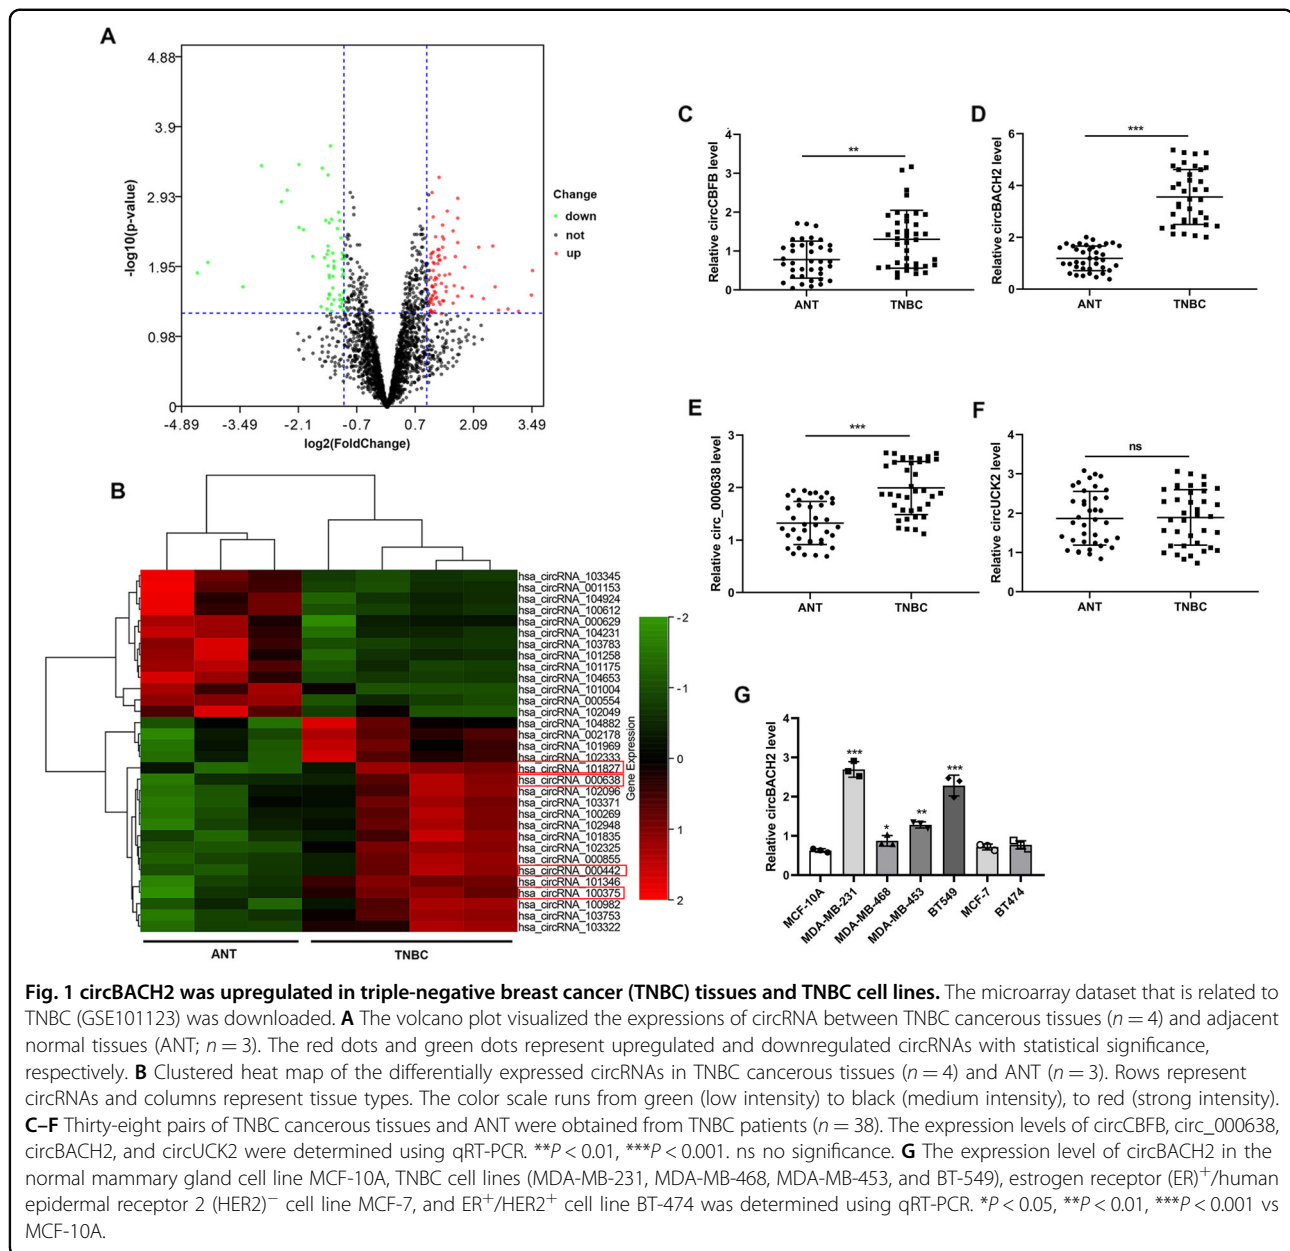 A
4.88
3.9
2.93
1.95
0.98
0
-log10(p-value)
-4.89 -3.49 -2.1 -0.7 0.7 2.09 3.49
log2(FoldChange)
Change
down
not
up
B
hsa_circRNA_103345
hsa_circRNA_001153
hsa_circRNA_104924
hsa_circRNA_100612
hsa_circRNA_000629
hsa_circRNA_104231
hsa_circRNA_103783
hsa_circRNA_101258
hsa_circRNA_101175
hsa_circRNA_104653
hsa_circRNA_101004
hsa_circRNA_000554
hsa_circRNA_102049
hsa_circRNA_104882
hsa_circRNA_002178
hsa_circRNA_101969
hsa_circRNA_102333
hsa_circRNA_101827
hsa_circRNA_000638
hsa_circRNA_102096
hsa_circRNA_103371
hsa_circRNA_100269
hsa_circRNA_102948
hsa_circRNA_101835
hsa_circRNA_102325
hsa_circRNA_000855
hsa_circRNA_000442
hsa_circRNA_101346
hsa_circRNA_100375
hsa_circRNA_100982
hsa_circRNA_103753
hsa_circRNA_103322
ANT TNBC
Gene Expression
-2
-1
0
1
2
C
Relative circCBFB level
4
3
2
1
0
**
ANT TNBC
D
Relative circBACH2 level
6
4
2
0
***
ANT TNBC
E
Relative circ_000638 level
3
2
1
0
***
ANT TNBC
F
Relative circUCK2 level
4
3
2
1
0
ns
ANT TNBC
G
Relative circBACH2 level
4
3
2
1
0
*** * ** ***
MCF-10A MDA-MB-231 MDA-MB-468 MDA-MB-453 BT549 MCF-7 BT474
Fig. 1 circBACH2 was upregulated in triple-negative breast cancer (TNBC) tissues and TNBC cell lines. The microarray dataset that is related to
TNBC (GSE101123) was downloaded. A The volcano plot visualized the expressions of circRNA between TNBC cancerous tissues (n = 4) and adjacent
normal tissues (ANT; n = 3). The red dots and green dots represent upregulated and downregulated circRNAs with statistical significance,
respectively. B Clustered heat map of the differentially expressed circRNAs in TNBC cancerous tissues (n = 4) and ANT (n = 3). Rows represent
circRNAs and columns represent tissue types. The color scale runs from green (low intensity) to black (medium intensity), to red (strong intensity).
C–F Thirty-eight pairs of TNBC cancerous tissues and ANT were obtained from TNBC patients (n = 38). The expression levels of circCBFB, circ_000638,
circBACH2, and circUCK2 were determined using qRT-PCR. **P < 0.01, ***P < 0.001. ns no significance. G The expression level of circBACH2 in the
normal mammary gland cell line MCF-10A, TNBC cell lines (MDA-MB-231, MDA-MB-468, MDA-MB-453, and BT-549), estrogen receptor (ER)+/human
epidermal receptor 2 (HER2)− cell line MCF-7, and ER+/HER2+ cell line BT-474 was determined using qRT-PCR. *P < 0.05, **P < 0.01, ***P < 0.001 vs
MCF-10A.